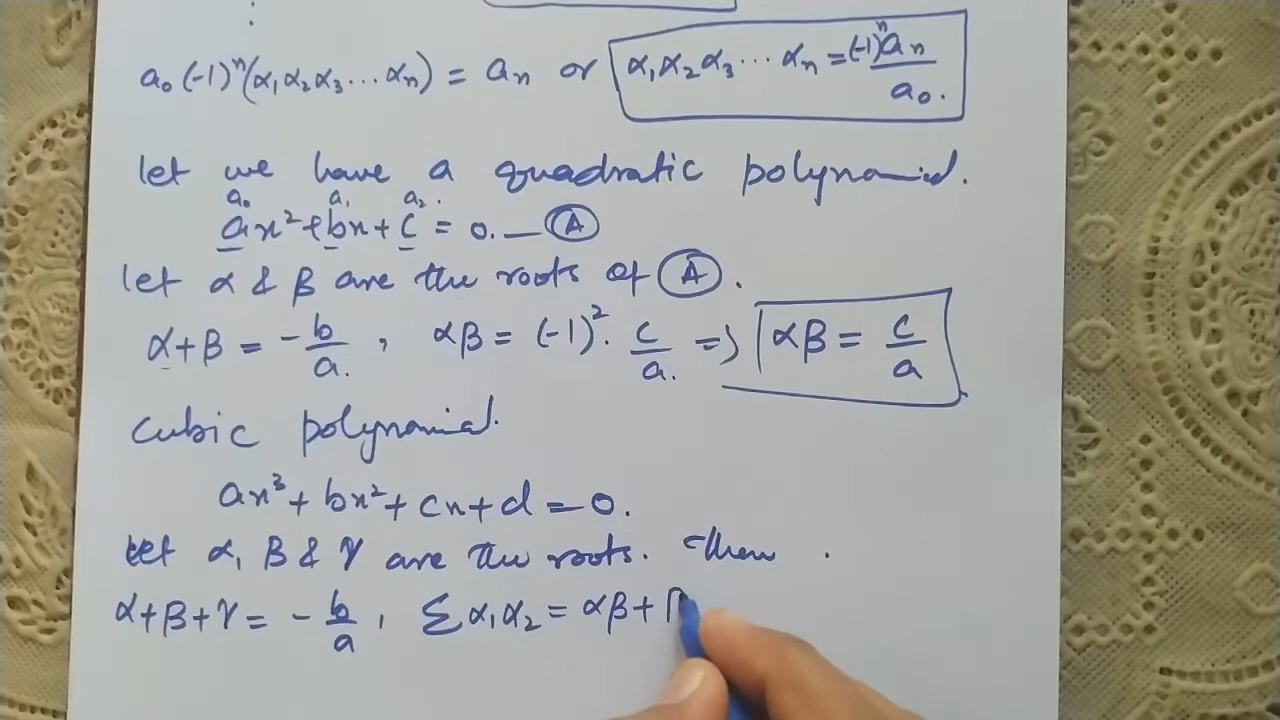 a₀(-1)ⁿ(α₁α₂α₃...αₙ) = aₙ or α₁α₂α₃...αₙ = (-1)ⁿaₙ/a₀.
let we have a quadratic polynomial.
a₀ a₁ a₂.
ax²+bx+c = 0. — A
let α & β are the roots of A.
α+β = -b/a., αβ = (-1)²· c/a. => αβ = c/a
cubic polynomial.
ax³+bx²+cx+d=0.
let α, β & γ are the roots. Then .
α+β+γ = -b/a, Σα₁α₂ = αβ+